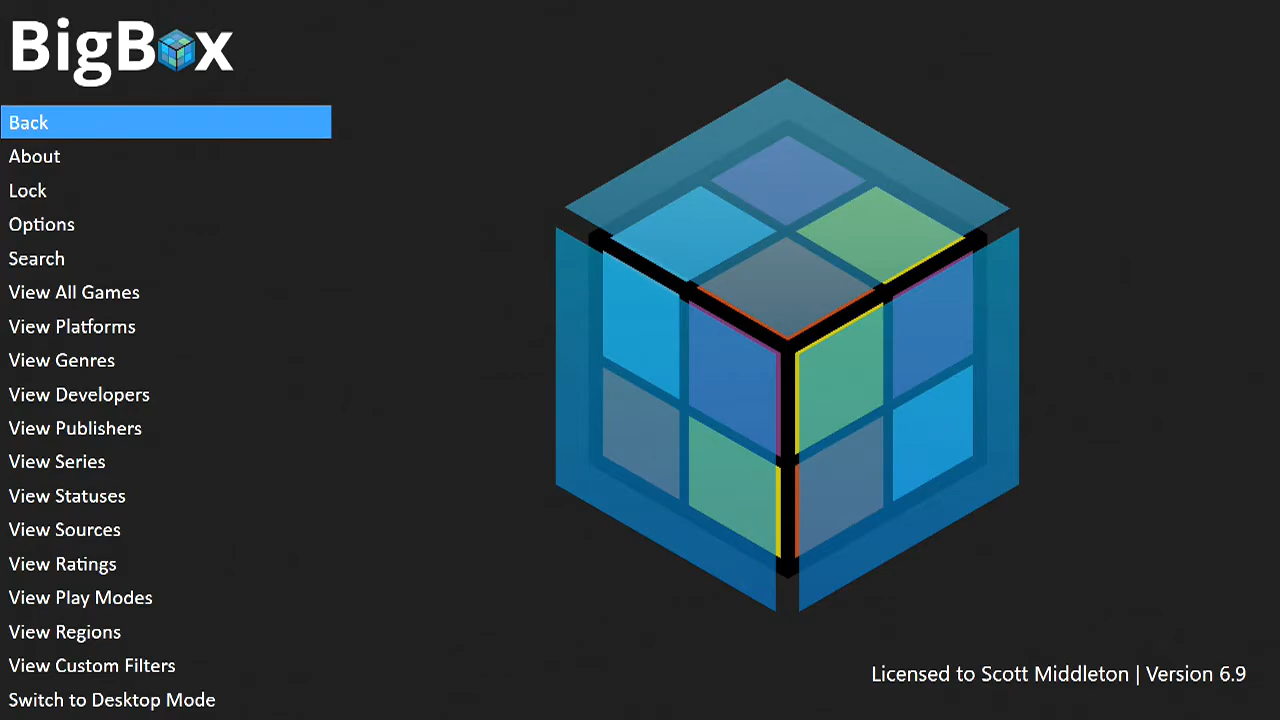 BigBox
Back
About
Lock
Options
Search
View All Games
View Platforms
View Genres
View Developers
View Publishers
View Series
View Statuses
View Sources
View Ratings
View Play Modes
View Regions
View Custom Filters
Switch to Desktop Mode
Licensed to Scott Middleton | Version 6.9